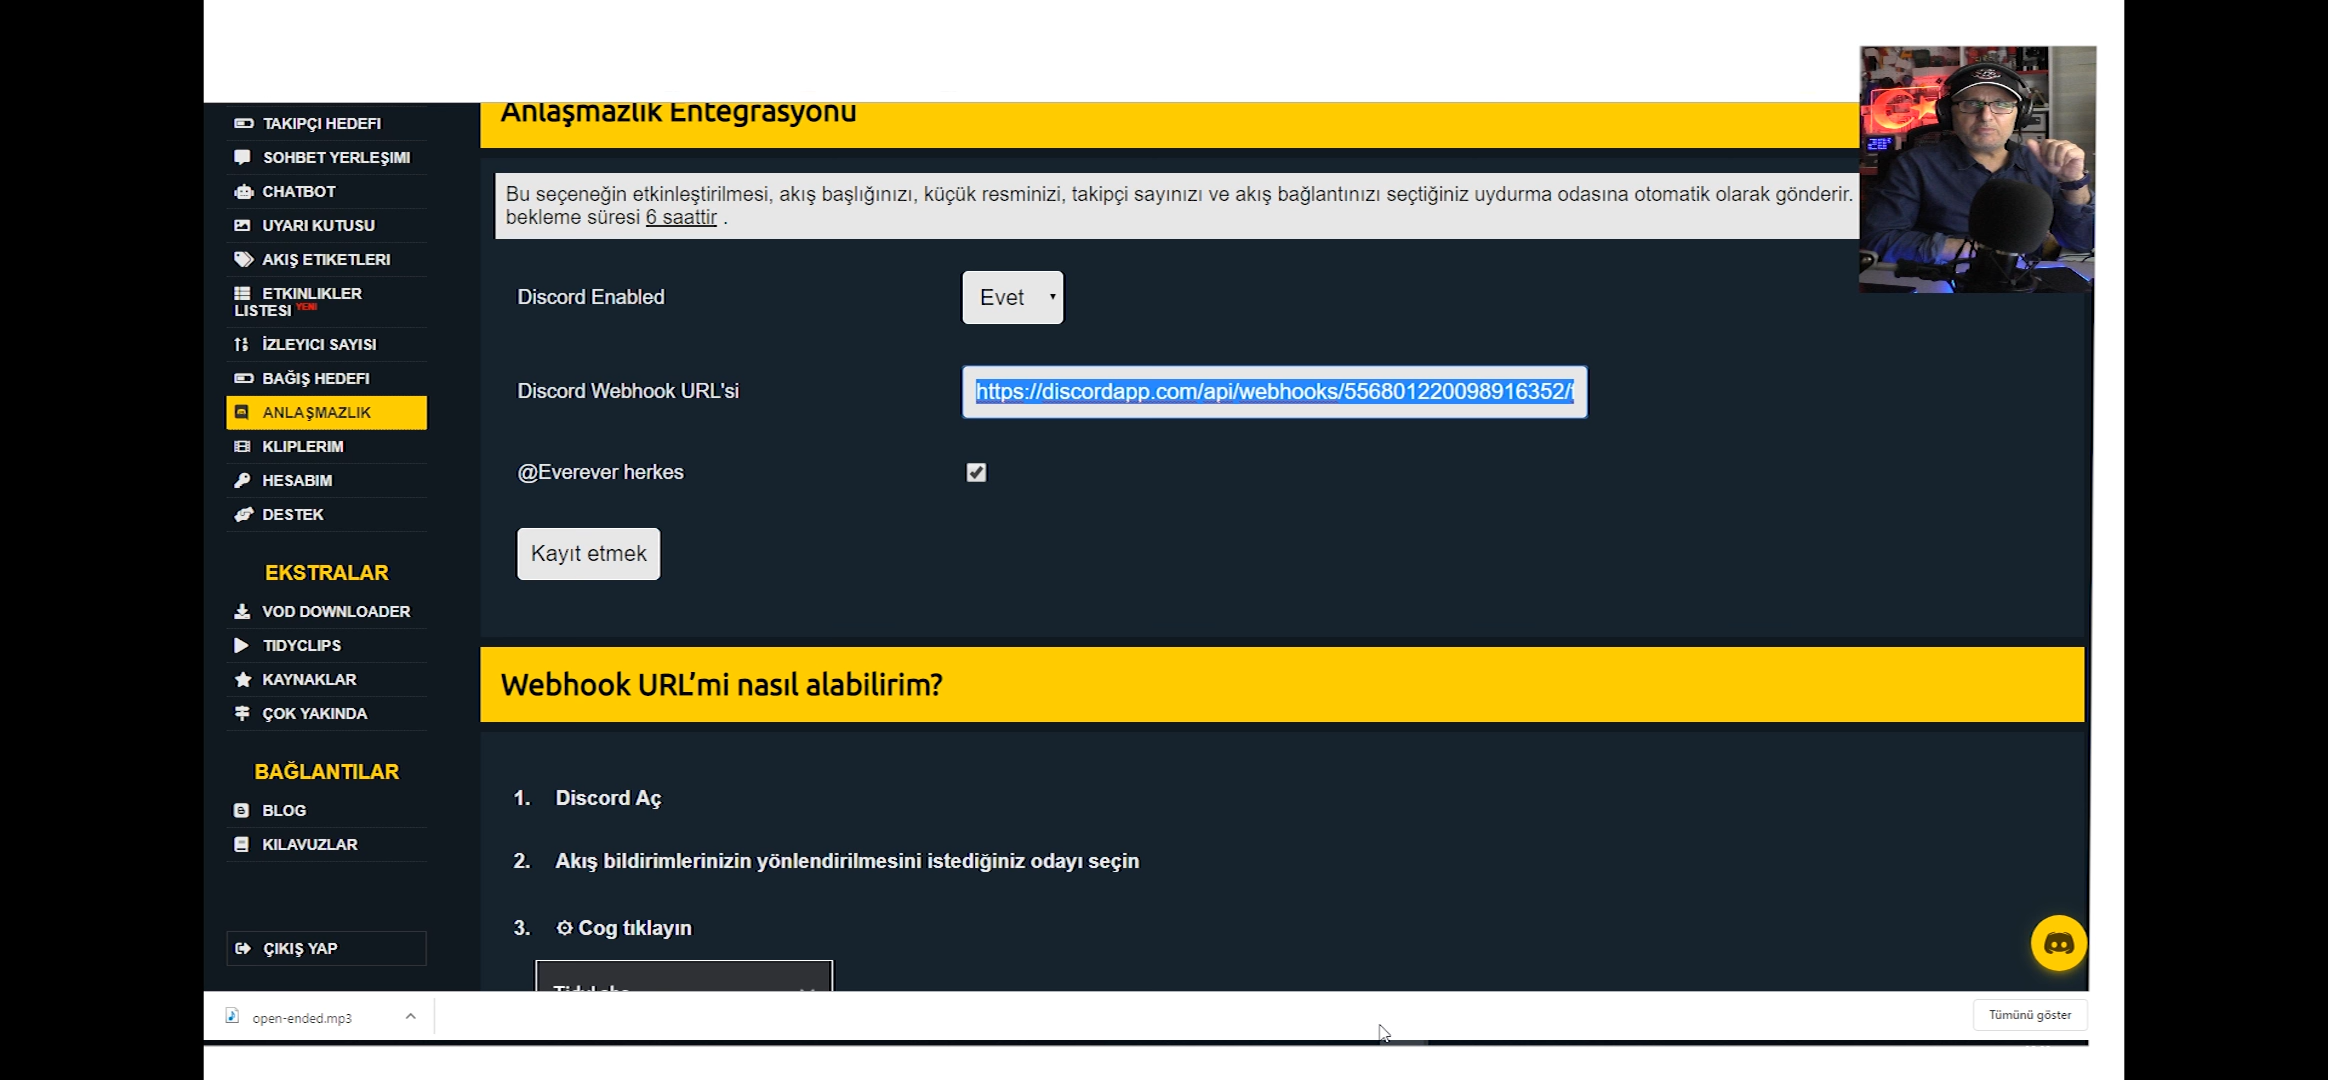 Anlaşmazlık Entegrasyonu
TAKIPÇI HEDEFI
SOHBET YERLEŞIMI
CHATBOT
UYARI KUTUSU
AKIŞ ETIKETLERI
ETKINLIKLER
LISTESI YENI
İZLEYICI SAYISI
BAĞIŞ HEDEFI
ANLAŞMAZLIK
KLIPLERIM
HESABIM
DESTEK
EKSTRALAR
VOD DOWNLOADER
TIDYCLIPS
KAYNAKLAR
ÇOK YAKINDA
BAĞLANTILAR
BLOG
KILAVUZLAR
ÇIKIŞ YAP
Bu seçeneğin etkinleştirilmesi, akış başlığınızı, küçük resminizi, takipçi sayınızı ve akış bağlantınızı seçtiğiniz uydurma odasına otomatik olarak gönderir.
bekleme süresi 6 saattir .
Discord Enabled
Evet
Discord Webhook URL'si
https://discordapp.com/api/webhooks/556801220098916352/
@Everever herkes
Kayıt etmek
Webhook URL’mi nasıl alabilirim?
1. Discord Aç
2. Akış bildirimlerinizin yönlendirilmesini istediğiniz odayı seçin
3. Cog tıklayın
open-ended.mp3
Tümünü göster